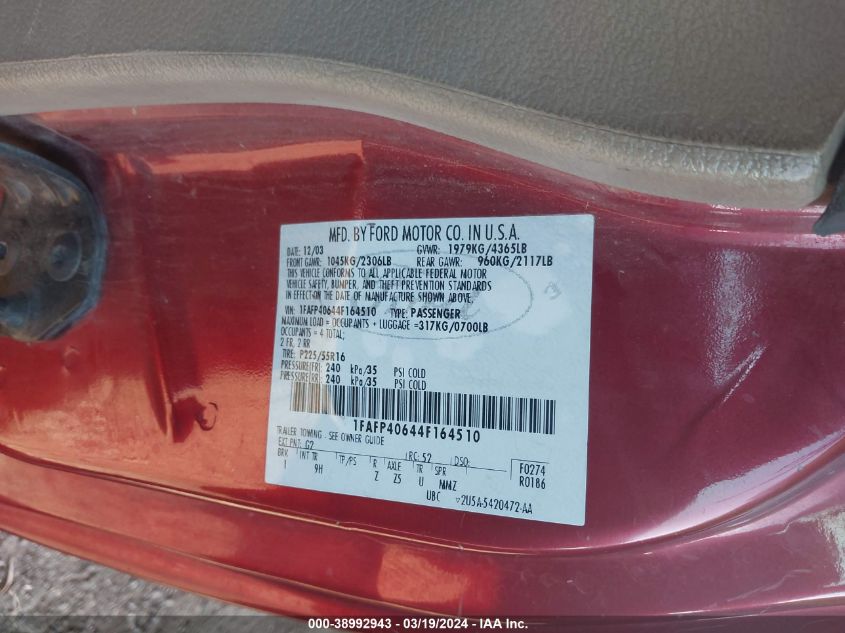 MFD. BY FORD MOTOR CO. IN U.S.A.
DATE: 12/03 GVWR: 1979KG/4365LB
FRONT GAWR: 1045KG/2306LB REAR GAWR: 960KG/2117LB
THIS VEHICLE CONFORMS TO ALL APPLICABLE FEDERAL MOTOR
VEHICLE SAFETY, BUMPER, AND THEFT PREVENTION STANDARDS
IN EFFECT ON THE DATE OF MANUFACTURE SHOWN ABOVE.
VIN: 1FAFP40644F164510 TYPE: PASSENGER
MAXIMUM LOAD = OCCUPANTS + LUGGAGE =317KG/0700LB
OCCUPANTS = 4 TOTAL;
2 FR, 2 RR
TIRE: P225/55R16
PRESSURE(FR): 240 kPa/35 PSI COLD
PRESSURE(RR): 240 kPa/35 PSI COLD
1FAFP40644F164510
TRAILER TOWING - SEE OWNER GUIDE
EXT PNT: G2 RC: 52 DSO: F0274
BRK INT TR TP/PS R AXLE TR SPR R0186
1 9H Z Z5 U MMMZ
UBC ▽2U5A-5420472-AA
000-38992943 / 03/19/2024 - IAA Inc.